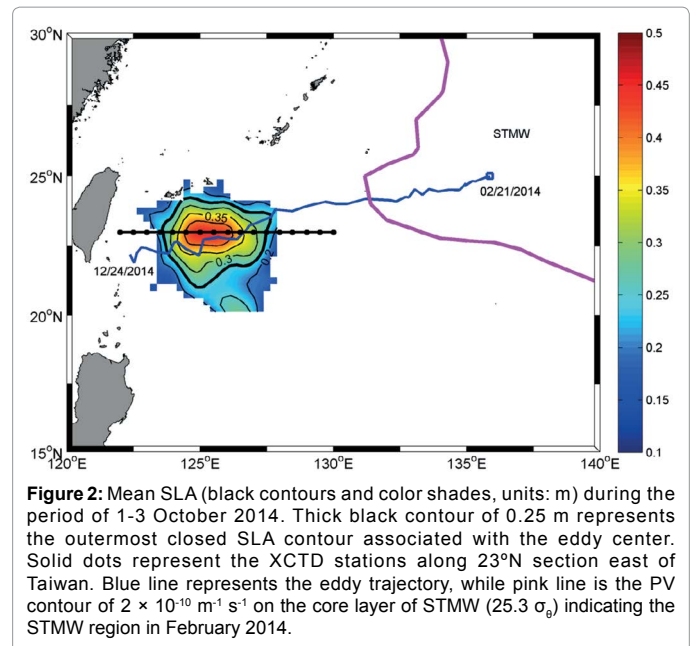 30°N
25°N
20°N
15°N
120°E
125°E
130°E
135°E
140°E
STMW
02/21/2014
12/24/2014
0.35
0.3
0.2
0.5
0.45
0.4
0.35
0.3
0.25
0.2
0.15
0.1
Figure 2: Mean SLA (black contours and color shades, units: m) during the
period of 1-3 October 2014. Thick black contour of 0.25 m represents
the outermost closed SLA contour associated with the eddy center.
Solid dots represent the XCTD stations along 23°N section east of
Taiwan. Blue line represents the eddy trajectory, while pink line is the PV
contour of 2 × 10⁻¹⁰ m⁻¹ s⁻¹ on the core layer of STMW (25.3 σ_θ) indicating the
STMW region in February 2014.